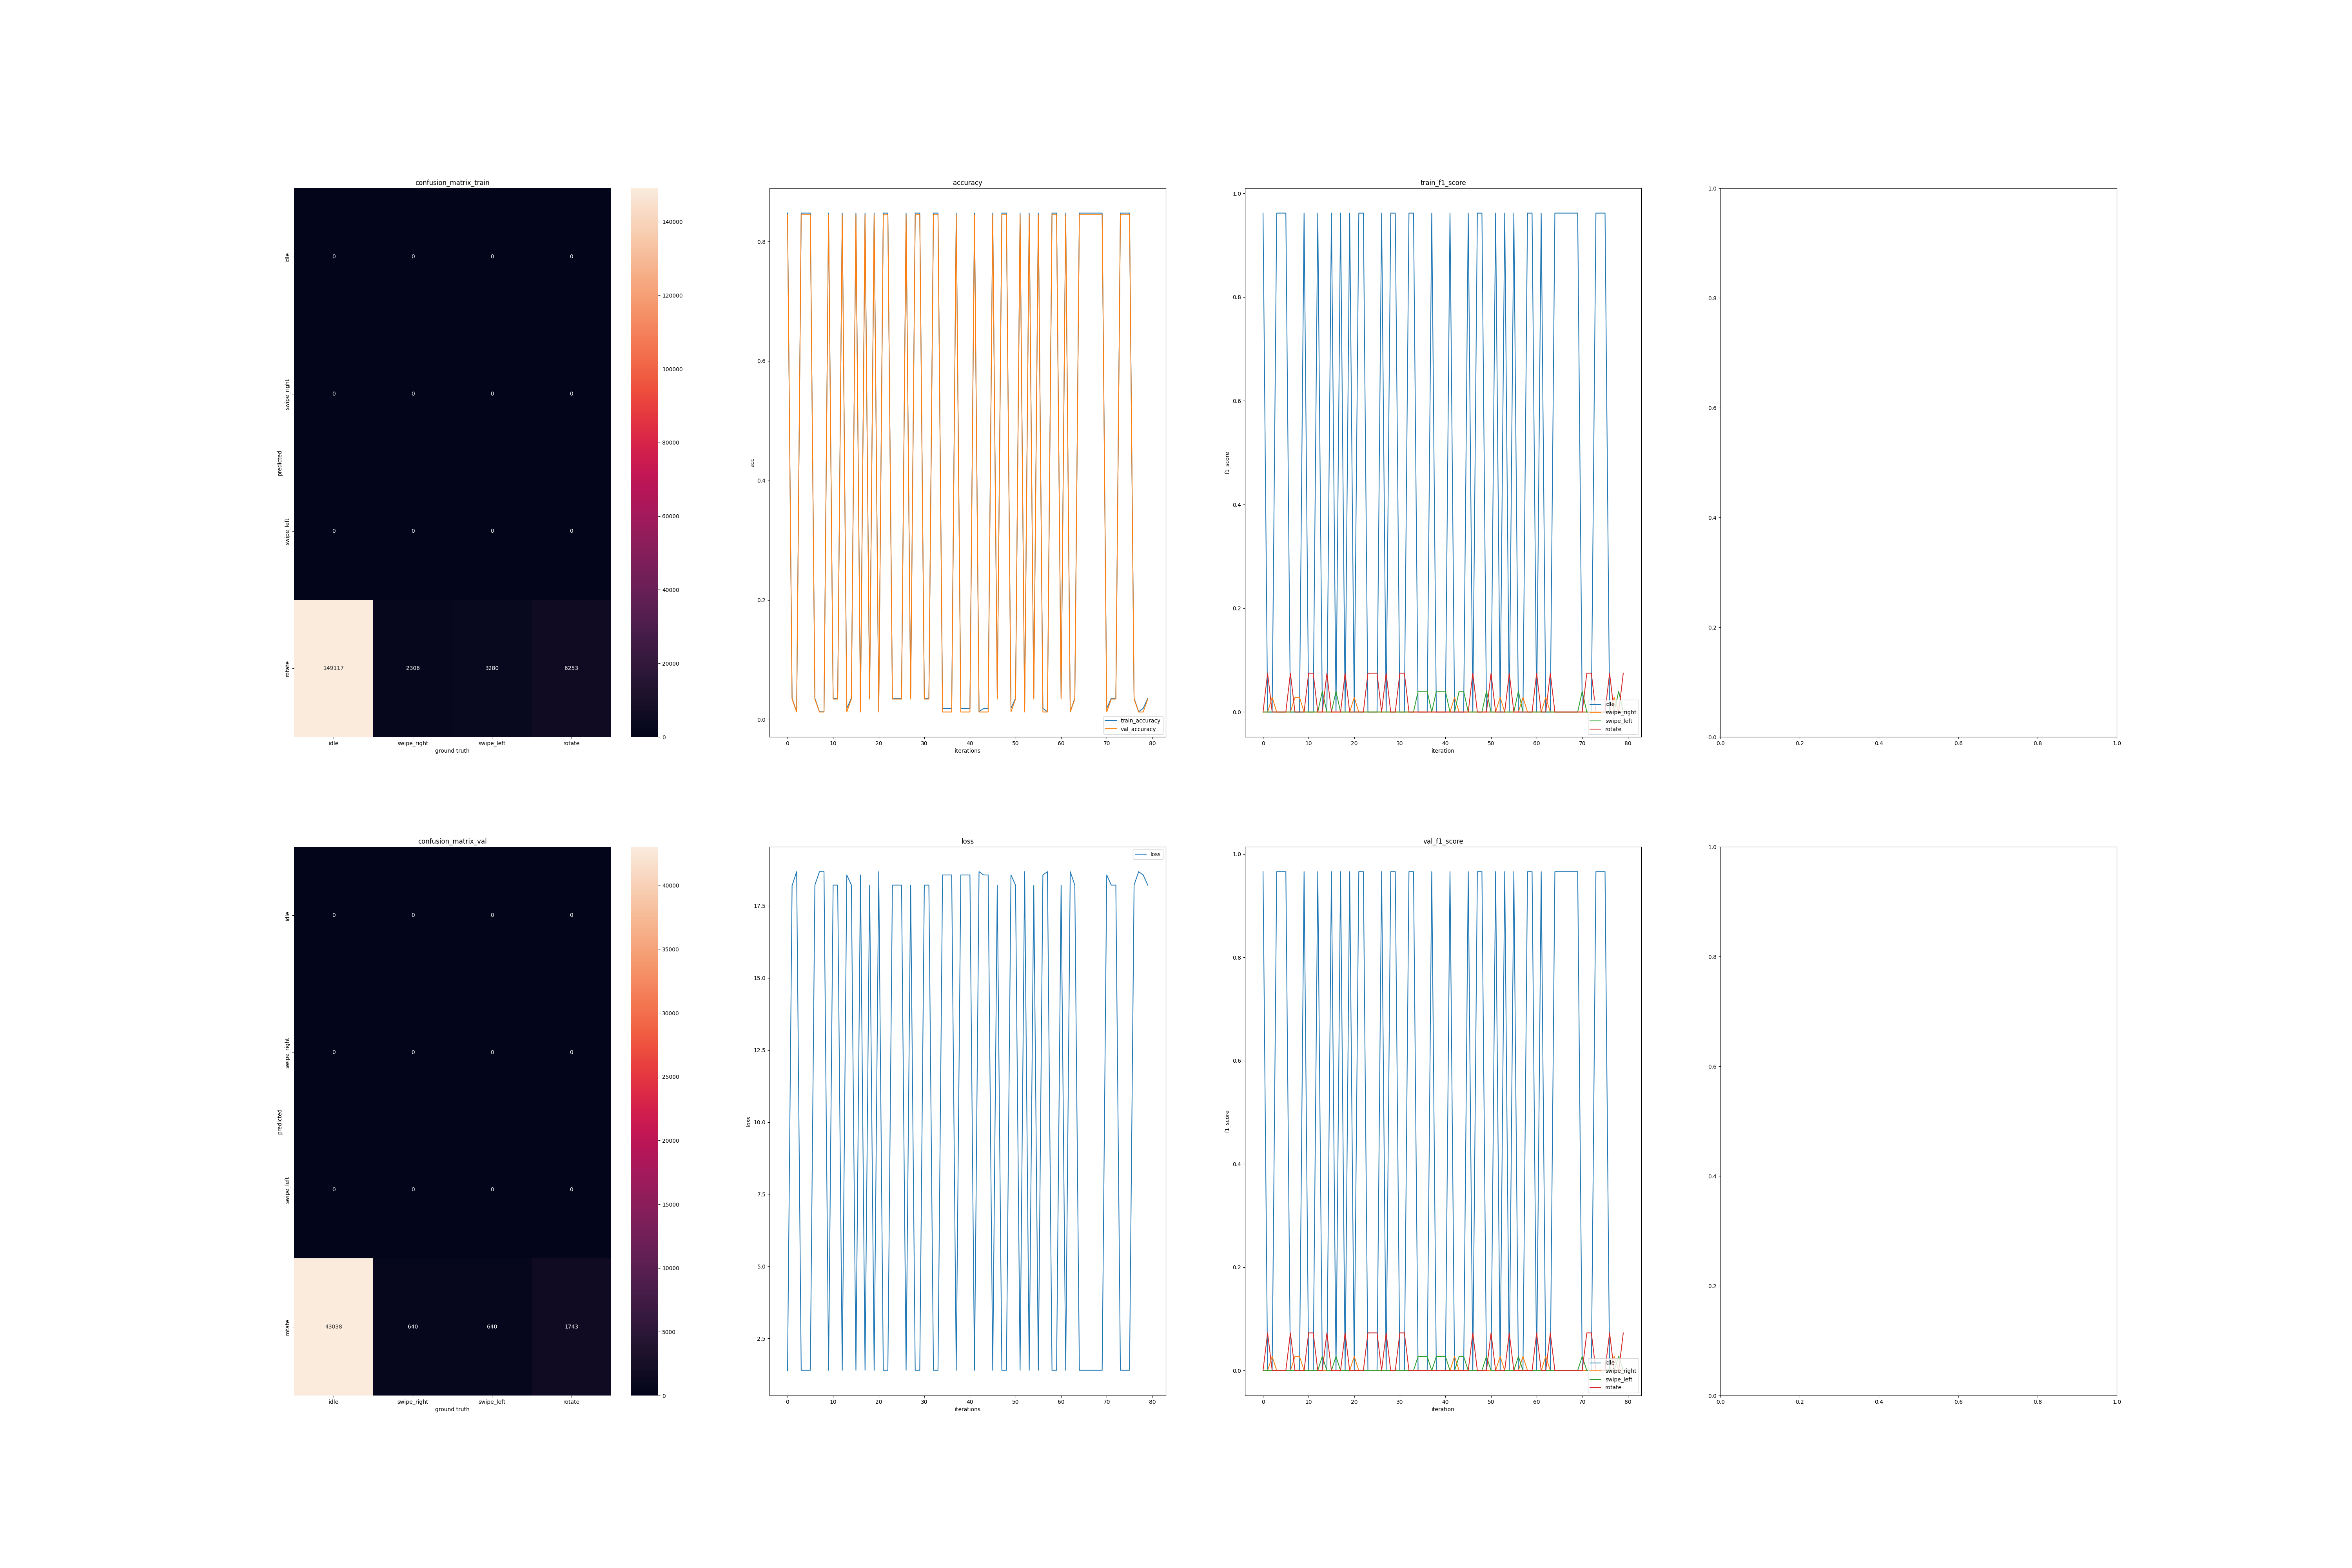 confusion_matrix_train
predicted
idle
swipe_right
swipe_left
rotate
0 0 0 0
0 0 0 0
0 0 0 0
149117 2306 3280 6253
idle swipe_right swipe_left rotate
ground truth
140000
120000
100000
80000
60000
40000
20000
0
accuracy
acc
0.8
0.6
0.4
0.2
0.0
train_accuracy
val_accuracy
0 10 20 30 40 50 60 70 80
iterations
train_f1_score
f1_score
1.0
0.8
0.6
0.4
0.2
0.0
idle
swipe_right
swipe_left
rotate
0 10 20 30 40 50 60 70 80
iteration
1.0
0.8
0.6
0.4
0.2
0.0
0.0 0.2 0.4 0.6 0.8 1.0
confusion_matrix_val
predicted
idle
swipe_right
swipe_left
rotate
0 0 0 0
0 0 0 0
0 0 0 0
43038 640 640 1743
idle swipe_right swipe_left rotate
ground truth
40000
35000
30000
25000
20000
15000
10000
5000
0
loss
loss
17.5
15.0
12.5
10.0
7.5
5.0
2.5
loss
0 10 20 30 40 50 60 70 80
iterations
val_f1_score
f1_score
1.0
0.8
0.6
0.4
0.2
0.0
idle
swipe_right
swipe_left
rotate
0 10 20 30 40 50 60 70 80
iteration
1.0
0.8
0.6
0.4
0.2
0.0
0.0 0.2 0.4 0.6 0.8 1.0